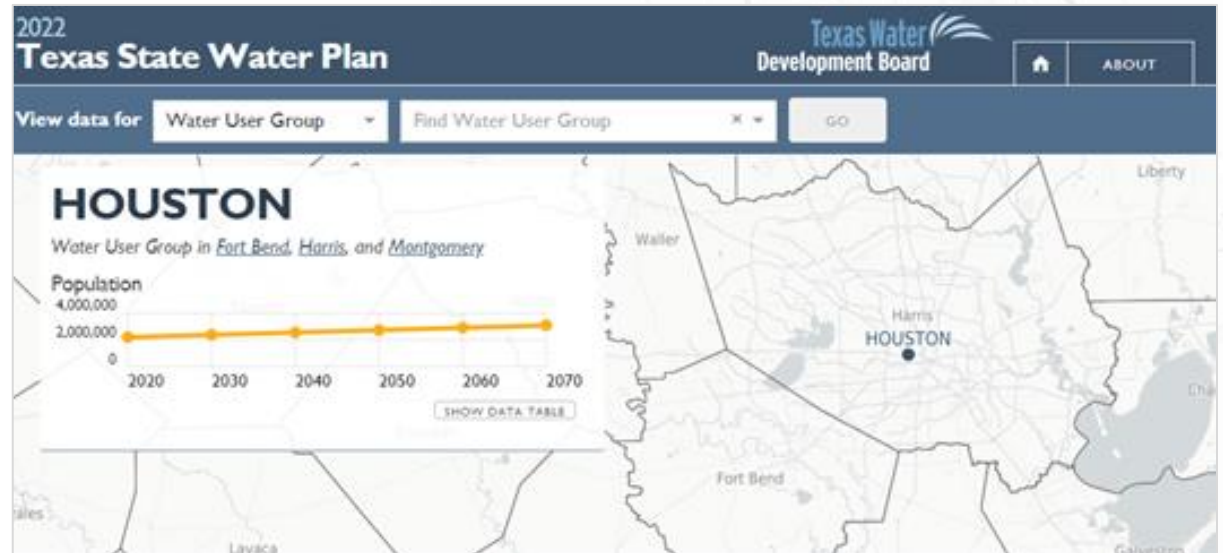 2022
Texas State Water Plan
Texas Water
Development Board
ABOUT
View data for
Water User Group
Find Water User Group
GO
HOUSTON
Water User Group in Fort Bend, Harris, and Montgomery
Population
4,000,000
2,000,000
0
2020 2030 2040 2050 2060 2070
SHOW DATA TABLE
Liberty
Waller
Harris
HOUSTON
Fort Bend
Lavaca
Galveston